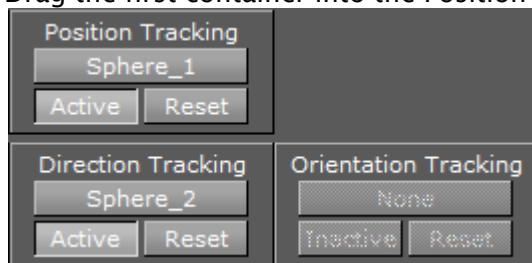 Drag the first container into the Position
Position Tracking
Sphere_1
Active Reset
Direction Tracking
Sphere_2
Active Reset
Orientation Tracking
None
Inactive Reset